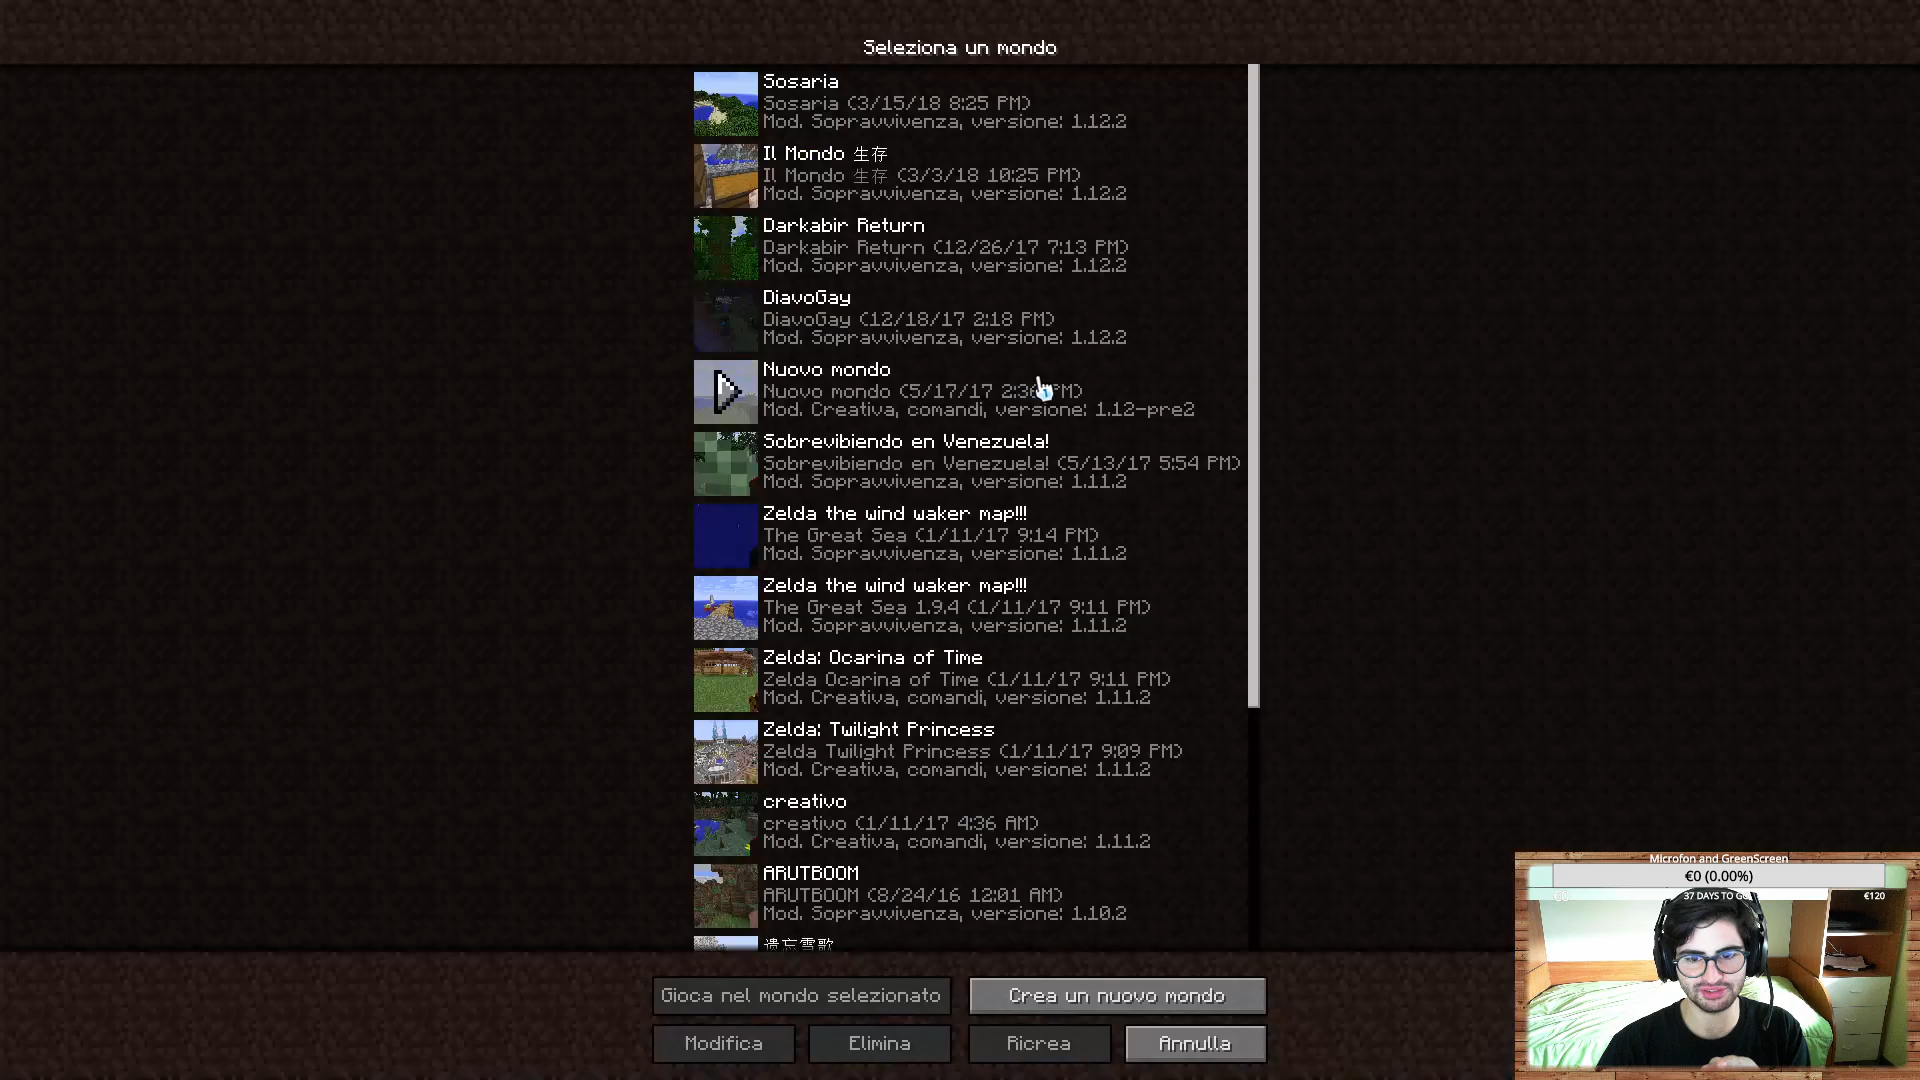 Seleziona un mondo
Sosaria
Sosaria (3/15/18 8:25 PM)
Mod. Sopravvivenza, versione: 1.12.2
Il Mondo 生存
Il Mondo 生存 (3/3/18 10:25 PM)
Mod. Sopravvivenza, versione: 1.12.2
Darkabir Return
Darkabir Return (12/26/17 7:13 PM)
Mod. Sopravvivenza, versione: 1.12.2
DiavoGay
DiavoGay (12/18/17 2:18 PM)
Mod. Sopravvivenza, versione: 1.12.2
Nuovo mondo
Nuovo mondo (5/17/17 2:36 PM)
Mod. Creativa, comandi, versione: 1.12-pre2
Sobrevibiendo en Venezuela!
Sobrevibiendo en Venezuela! (5/13/17 5:54 PM)
Mod. Sopravvivenza, versione: 1.11.2
Zelda the wind waker map!!!
The Great Sea (1/11/17 9:14 PM)
Mod. Sopravvivenza, versione: 1.11.2
Zelda the wind waker map!!!
The Great Sea 1.9.4 (1/11/17 9:11 PM)
Mod. Sopravvivenza, versione: 1.11.2
Zelda: Ocarina of Time
Zelda Ocarina of Time (1/11/17 9:11 PM)
Mod. Creativa, comandi, versione: 1.11.2
Zelda: Twilight Princess
Zelda Twilight Princess (1/11/17 9:09 PM)
Mod. Creativa, comandi, versione: 1.11.2
creativo
creativo (1/11/17 4:36 AM)
Mod. Creativa, comandi, versione: 1.11.2
ARUTBOOM
ARUTBOOM (8/24/16 12:01 AM)
Mod. Sopravvivenza, versione: 1.10.2
遗忘雪歌
Gioca nel mondo selezionato
Crea un nuovo mondo
Modifica
Elimina
Ricrea
Annulla
Microfon and GreenScreen
€0 (0.00%)
€0
37 DAYS TO GO
€120